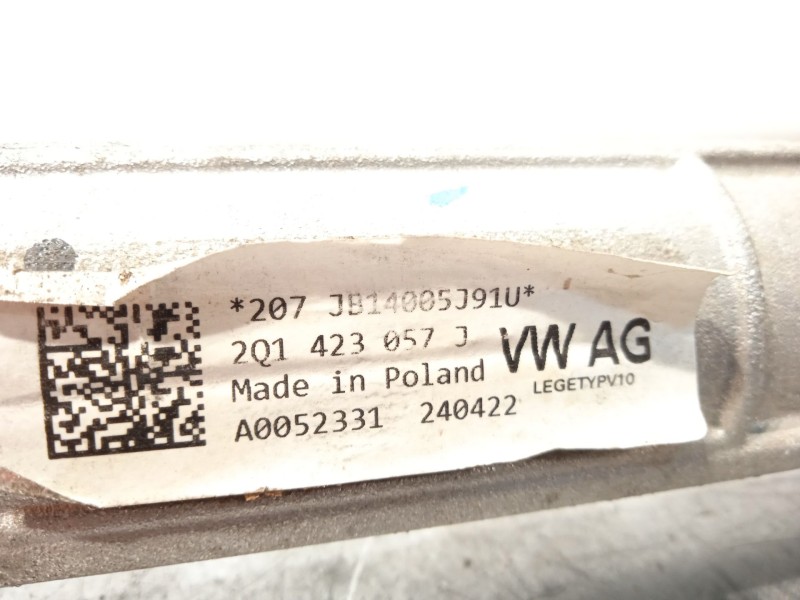 *207 JB14005J91U*
2Q1 423 057 J
VW AG
Made in Poland
LEGETYPV10
A0052331 240422